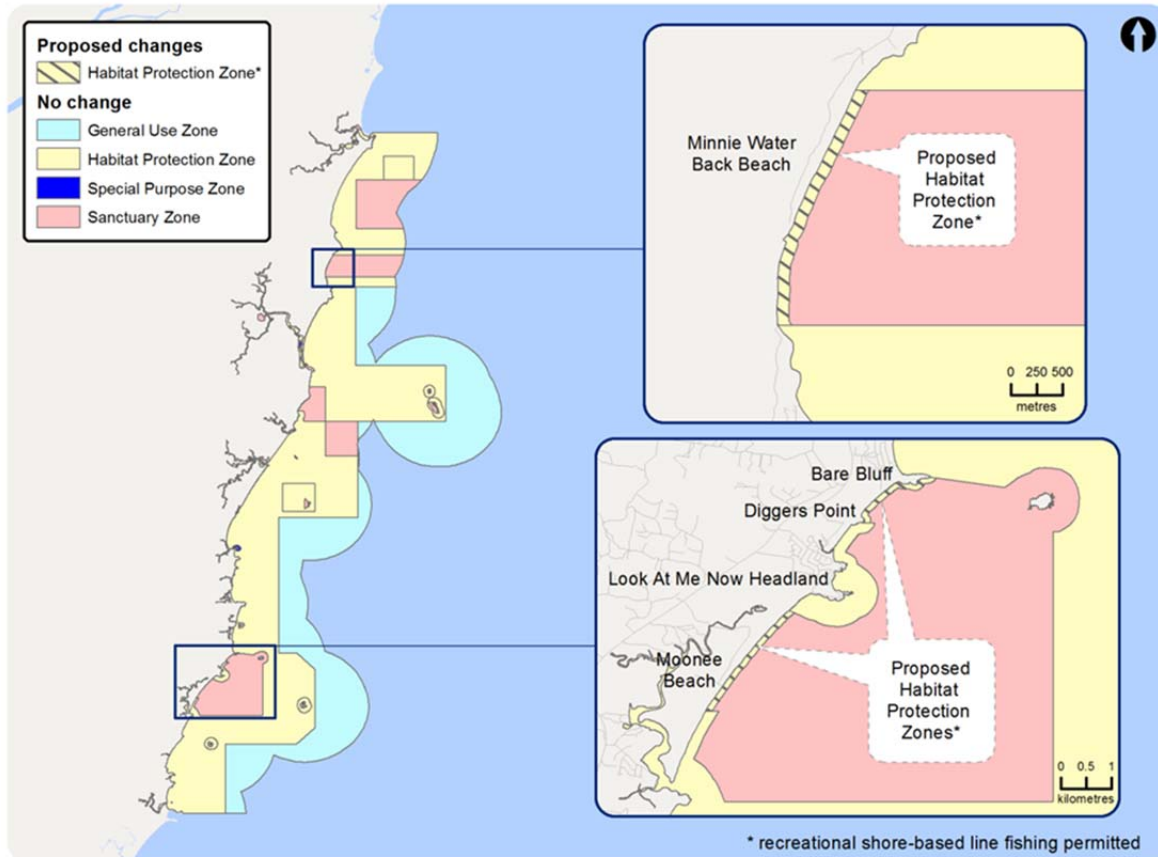 Proposed changes
Habitat Protection Zone*
No change
General Use Zone
Habitat Protection Zone
Special Purpose Zone
Sanctuary Zone
Minnie Water
Back Beach
Proposed
Habitat
Protection
Zone*
0 250 500
metres
Bare Bluff
Diggers Point
Look At Me Now Headland
Moonee
Beach
Proposed
Habitat
Protection
Zones*
0 0.5 1
kilometres
* recreational shore-based line fishing permitted